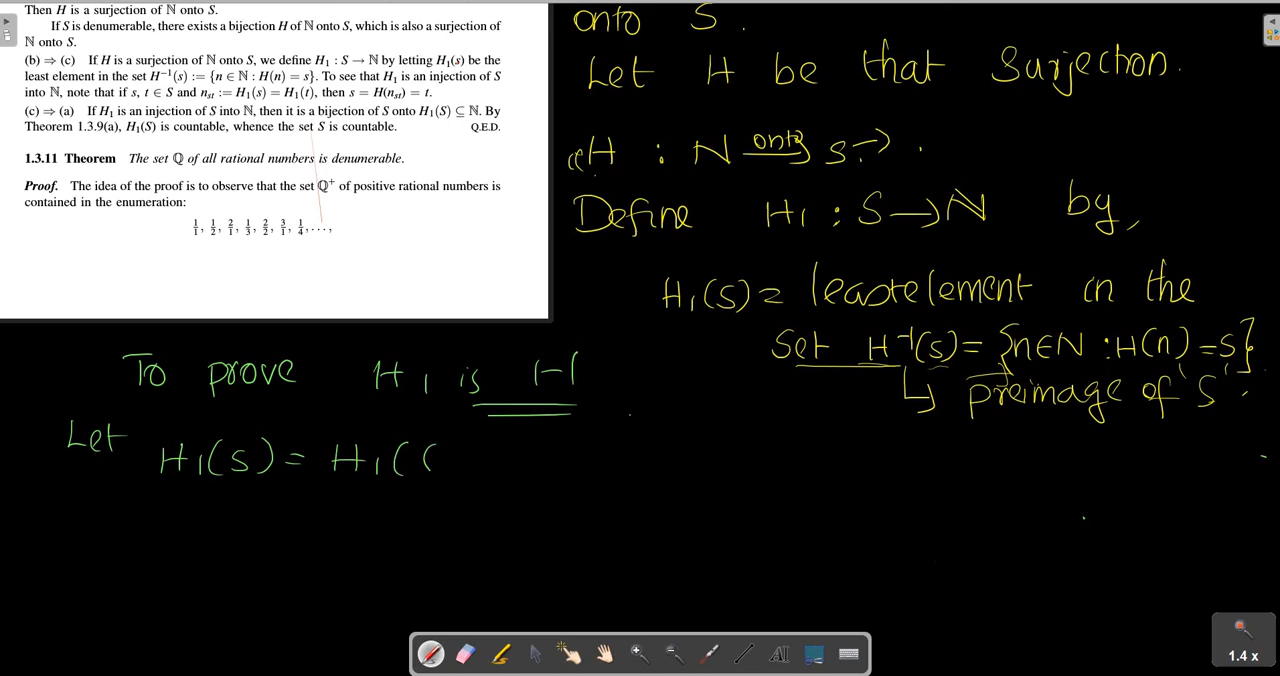 Then H is a surjection of ℕ onto S.
If S is denumerable, there exists a bijection H of ℕ onto S, which is also a surjection of
ℕ onto S.
(b) ⇒ (c) If H is a surjection of ℕ onto S, we define H₁ : S → ℕ by letting H₁(s) be the
least element in the set H⁻¹(s) := {n ∈ ℕ : H(n) = s}. To see that H₁ is an injection of S
into ℕ, note that if s, t ∈ S and nₛₜ := H₁(s) = H₁(t), then s = H(nₛₜ) = t.
(c) ⇒ (a) If H₁ is an injection of S into ℕ, then it is a bijection of S onto H₁(S) ⊆ ℕ. By
Theorem 1.3.9(a), H₁(S) is countable, whence the set S is countable. Q.E.D.
1.3.11 Theorem The set ℚ of all rational numbers is denumerable.
Proof. The idea of the proof is to observe that the set ℚ⁺ of positive rational numbers is
contained in the enumeration:
1/1, 1/2, 2/1, 1/3, 2/2, 3/1, 1/4, . . . ,
onto S.
Let H be that surjection.
H : N onto S
Define H₁ : S → N by,
H₁(s) = least element in the
Set H⁻¹(s) = {n∈N : H(n) = s}
↳ preimage of 's'.
To prove H₁ is 1-1
Let H₁(s) = H₁(
AI
1.4 x